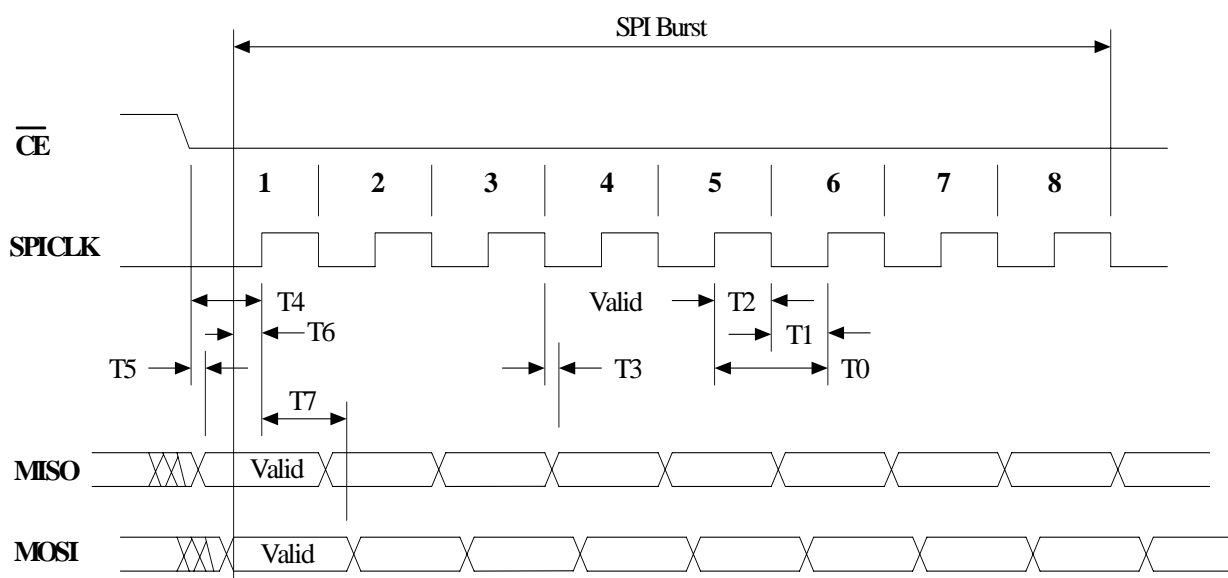 SPI Burst
CE
1 2 3 4 5 6 7 8
SPICLK
T4 Valid T2
T6 T1
T5 T3 T0
T7
MISO Valid
MOSI Valid